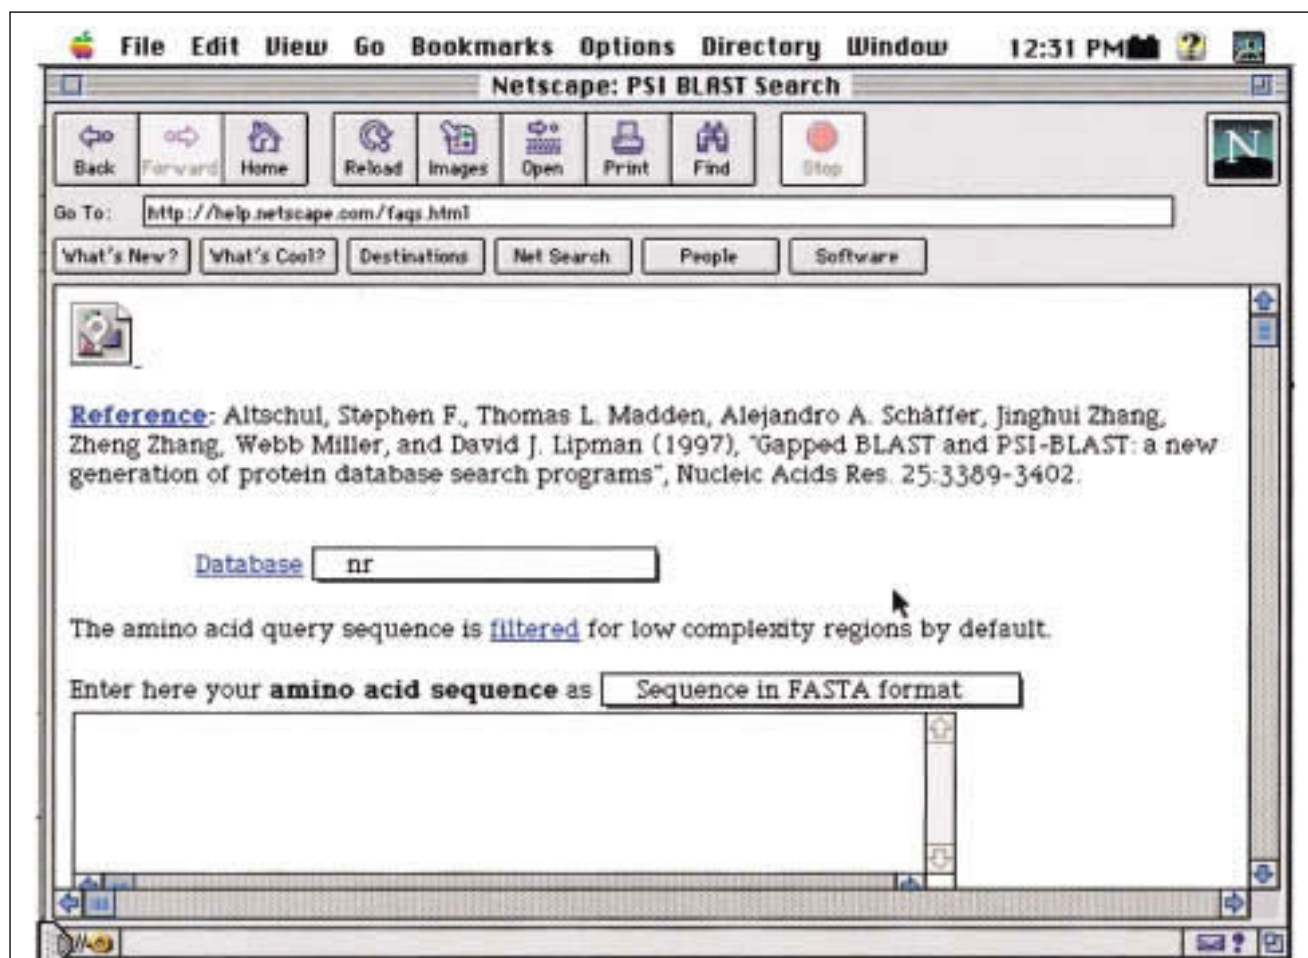 File Edit View Go Bookmarks Options Directory Window 12:31 PM
Netscape: PSI BLAST Search
Back Forward Home Reload Images Open Print Find Stop
N
Go To: http://help.netscape.com/faqs.html
What's New? What's Cool? Destinations Net Search People Software
Reference: Altschul, Stephen F., Thomas L. Madden, Alejandro A. Schäffer, Jinghui Zhang,
Zheng Zhang, Webb Miller, and David J. Lipman (1997), "Gapped BLAST and PSI-BLAST: a new
generation of protein database search programs", Nucleic Acids Res. 25:3389-3402.
Database nr
The amino acid query sequence is filtered for low complexity regions by default.
Enter here your amino acid sequence as Sequence in FASTA format